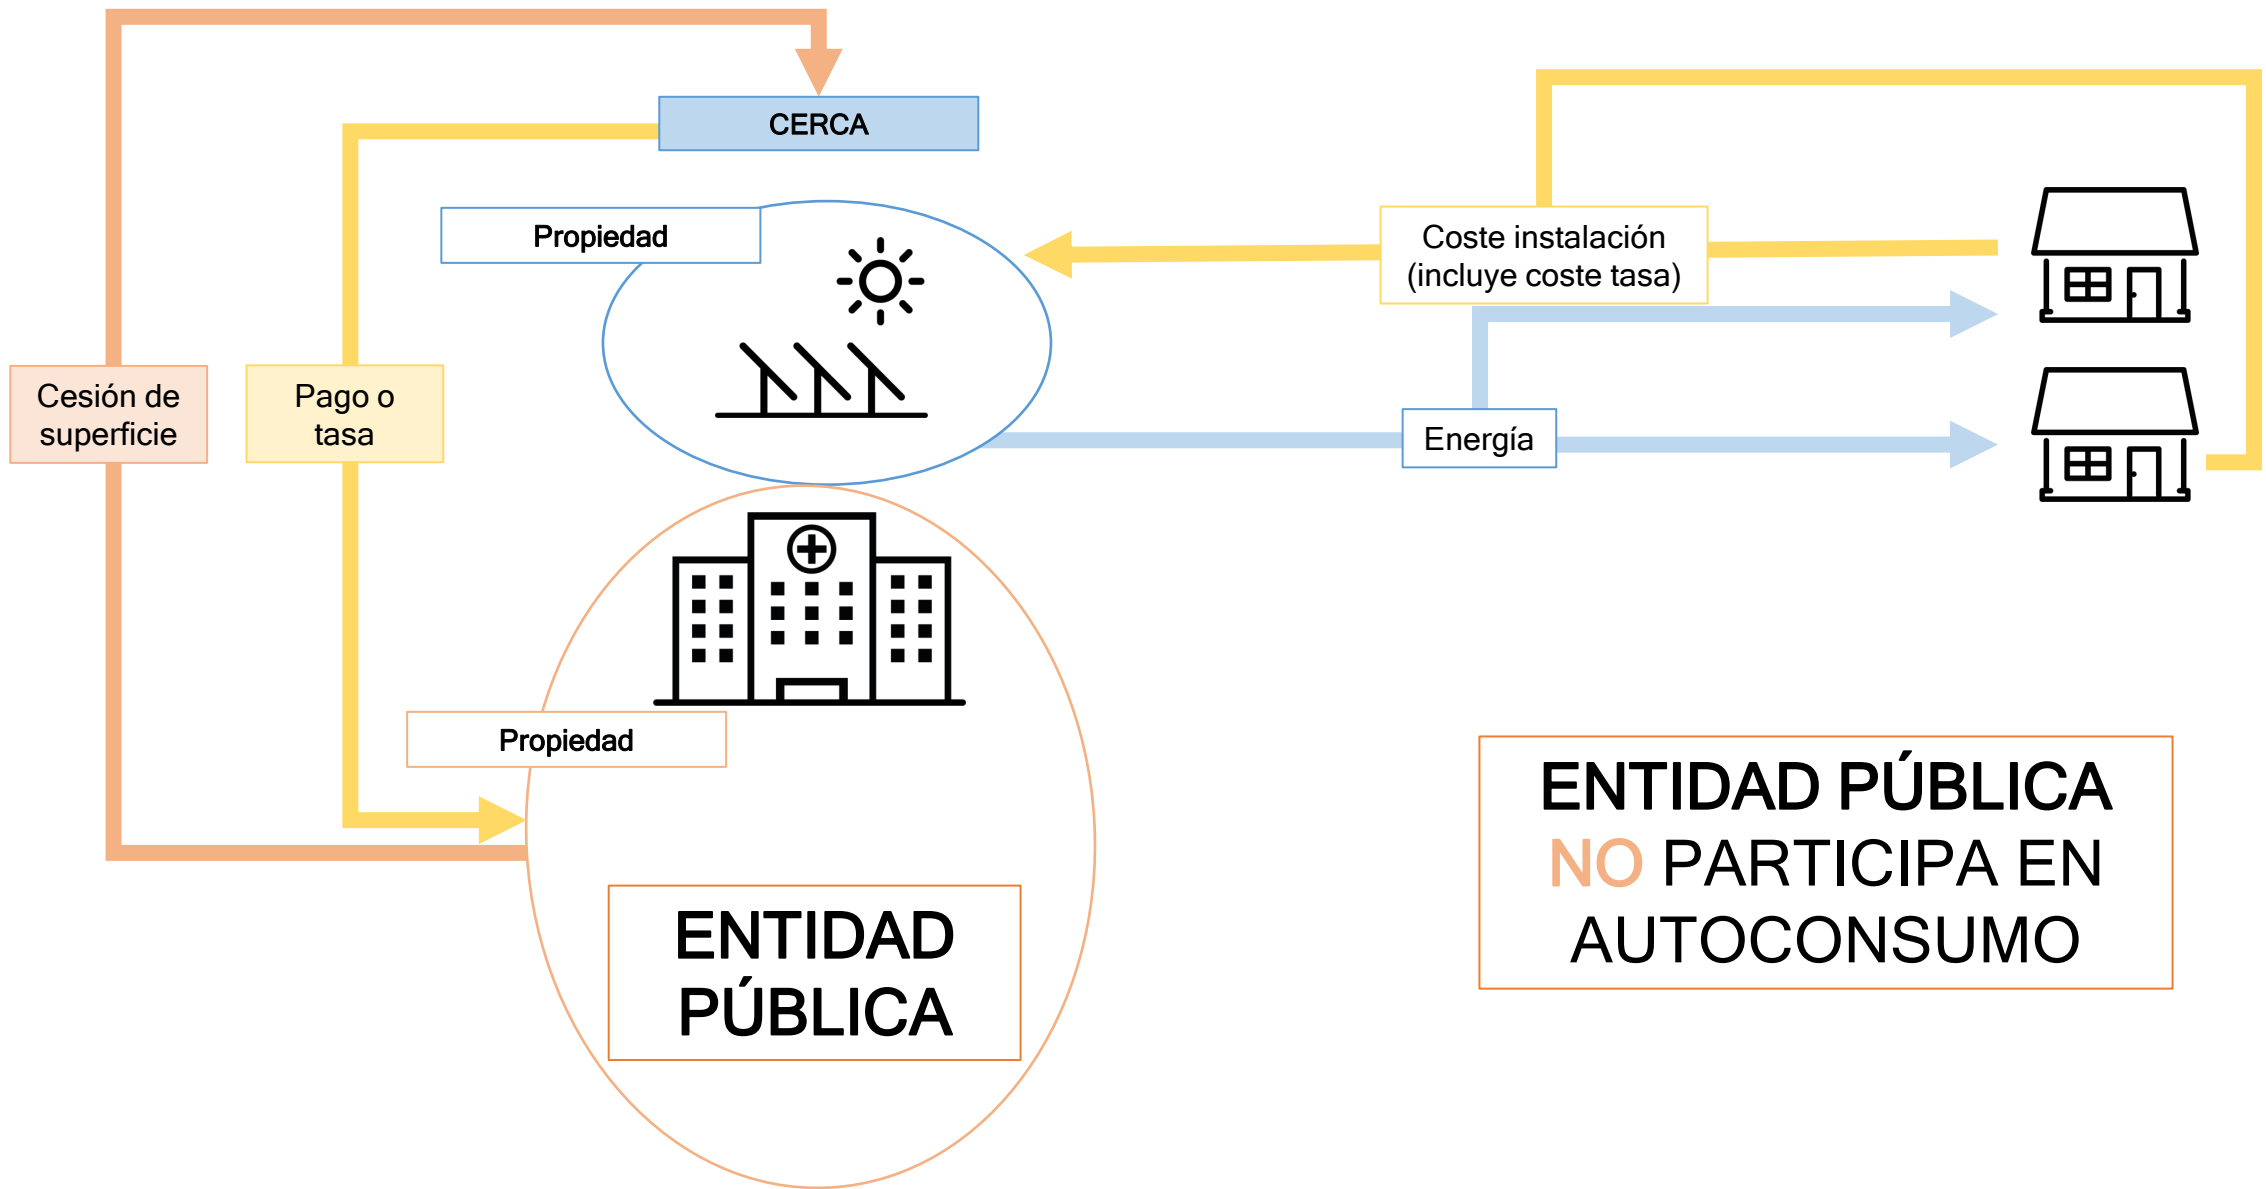 CERCA
Propiedad
Coste instalación
(incluye coste tasa)
Cesión de
superficie
Pago o
tasa
Energía
Propiedad
ENTIDAD PÚBLICA
NO PARTICIPA EN
AUTOCONSUMO
ENTIDAD
PÚBLICA